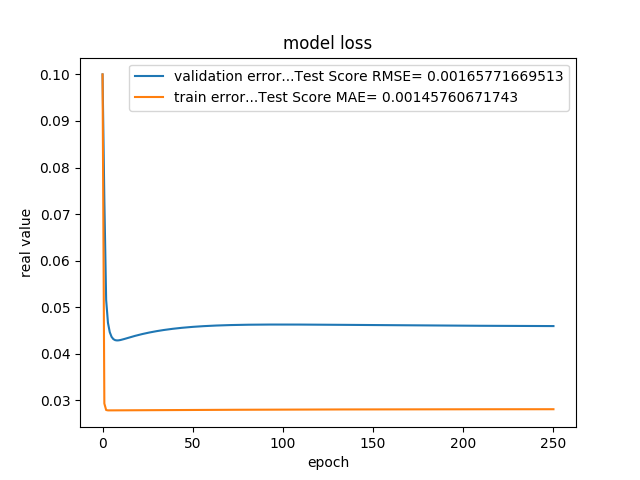 model loss
validation error...Test Score RMSE= 0.00165771669513
train error...Test Score MAE= 0.00145760671743
0.10
0.09
0.08
0.07
0.06
0.05
0.04
0.03
real value
0
50
100
150
200
250
epoch